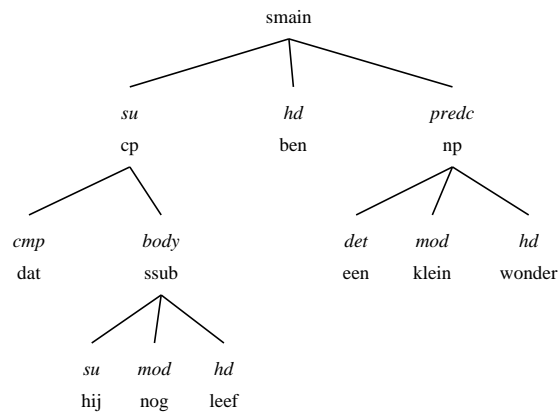 smain
su hd predc
cp ben np
cmp body det mod hd
dat ssub een klein wonder
su mod hd
hij nog leef